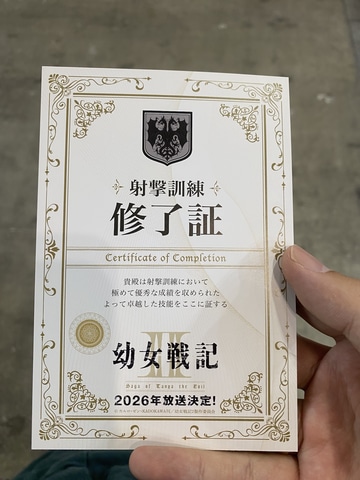 射撃訓練
修了証
Certificate of Completion
貴殿は射撃訓練において
極めて優秀な成績を収められた
よって卓越した技能をここに証する
幼女戦記
II
Saga of Tanya the Evil
2026年放送決定!